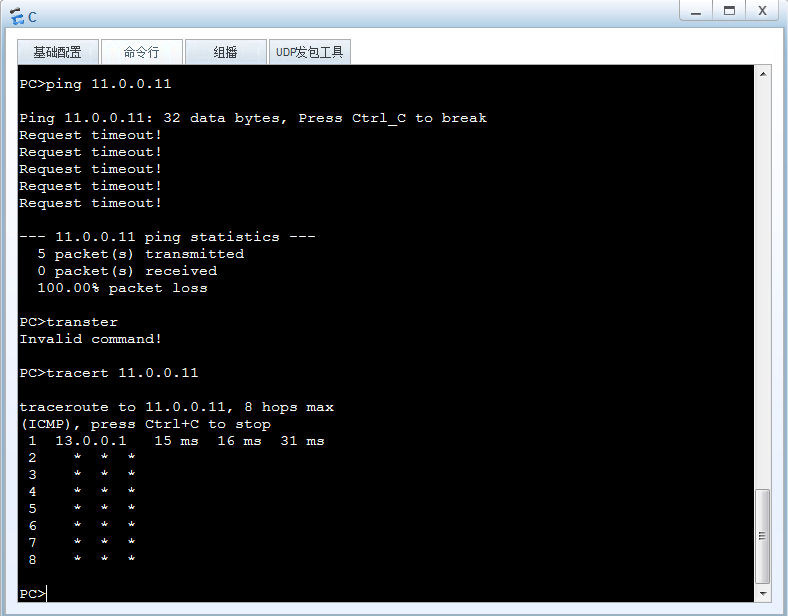 C
基础配置 命令行 组播 UDP发包工具
PC>ping 11.0.0.11
Ping 11.0.0.11: 32 data bytes, Press Ctrl_C to break
Request timeout!
Request timeout!
Request timeout!
Request timeout!
Request timeout!
--- 11.0.0.11 ping statistics ---
5 packet(s) transmitted
0 packet(s) received
100.00% packet loss
PC>transter
Invalid command!
PC>tracert 11.0.0.11
traceroute to 11.0.0.11, 8 hops max
(ICMP), press Ctrl+C to stop
1 13.0.0.1 15 ms 16 ms 31 ms
2 * * *
3 * * *
4 * * *
5 * * *
6 * * *
7 * * *
8 * * *
PC>